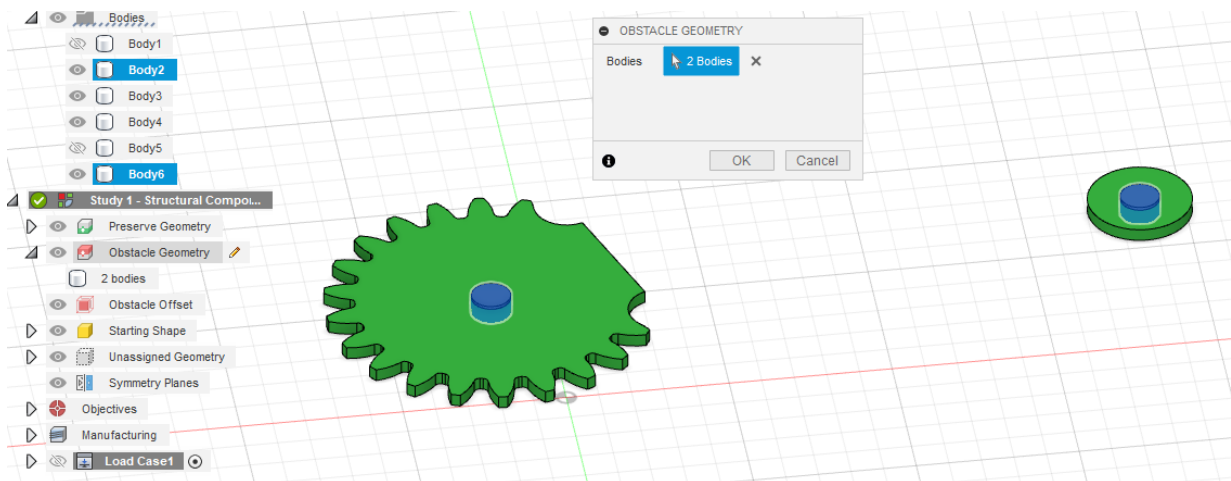 Bodies
Body1
Body2
Body3
Body4
Body5
Body6
Study 1 - Structural Compo...
Preserve Geometry
Obstacle Geometry
2 bodies
Obstacle Offset
Starting Shape
Unassigned Geometry
Symmetry Planes
Objectives
Manufacturing
Load Case1
OBSTACLE GEOMETRY
Bodies 2 Bodies
OK Cancel